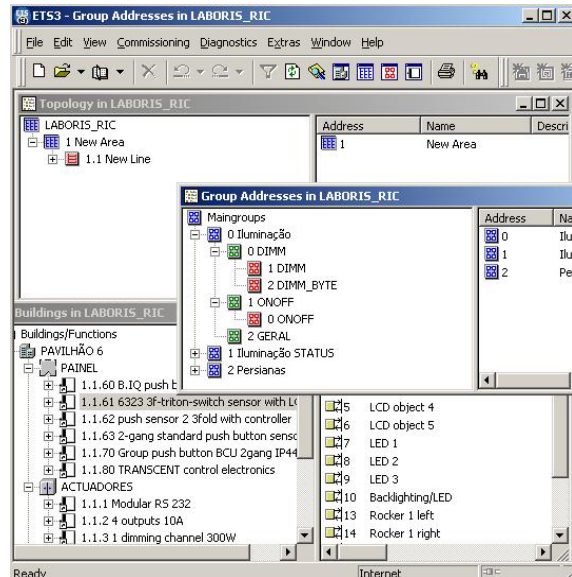 ETS3 - Group Addresses in LABORIS_RIC
File Edit View Commissioning Diagnostics Extras Window Help
Topology in LABORIS_RIC
LABORIS_RIC
1 New Area
1.1 New Line
Address Name Descri
1 New Area
Group Addresses in LABORIS_RIC
Maingroups
0 Iluminação
0 DIMM
1 DIMM
2 DIMM_BYTE
1 ONOFF
0 ONOFF
2 GERAL
1 Iluminação STATUS
2 Persianas
Address Na
0 Ilu
1 Ilu
2 Pe
Buildings in LABORIS_RIC
Buildings/Functions
PAVILHÃO 6
PAINEL
1.1.60 B.IQ push b
1.1.61 6323 3f-triton-switch sensor with LC
1.1.62 push sensor 2 3fold with controller
1.1.63 2-gang standard push button senso
1.1.70 Group push button BCU 2gang IP44
1.1.80 TRANSCENT control electronics
ACTUADORES
1.1.1 Modular RS 232
1.1.2 4 outputs 10A
1.1.3 1 dimming channel 300W
5 LCD object 4
6 LCD object 5
7 LED 1
8 LED 2
9 LED 3
10 Backlighting/LED
13 Rocker 1 left
14 Rocker 1 right
Ready Internet